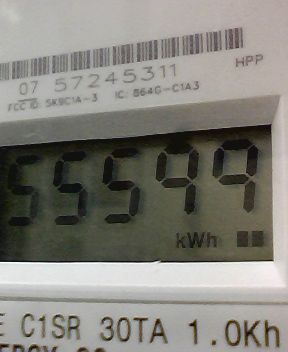 HPP
07 57245311
FCC ID: SK9C1A-3 IC: 864G-C1A3
55599
kWh
C1SR 30TA 1.0Kh